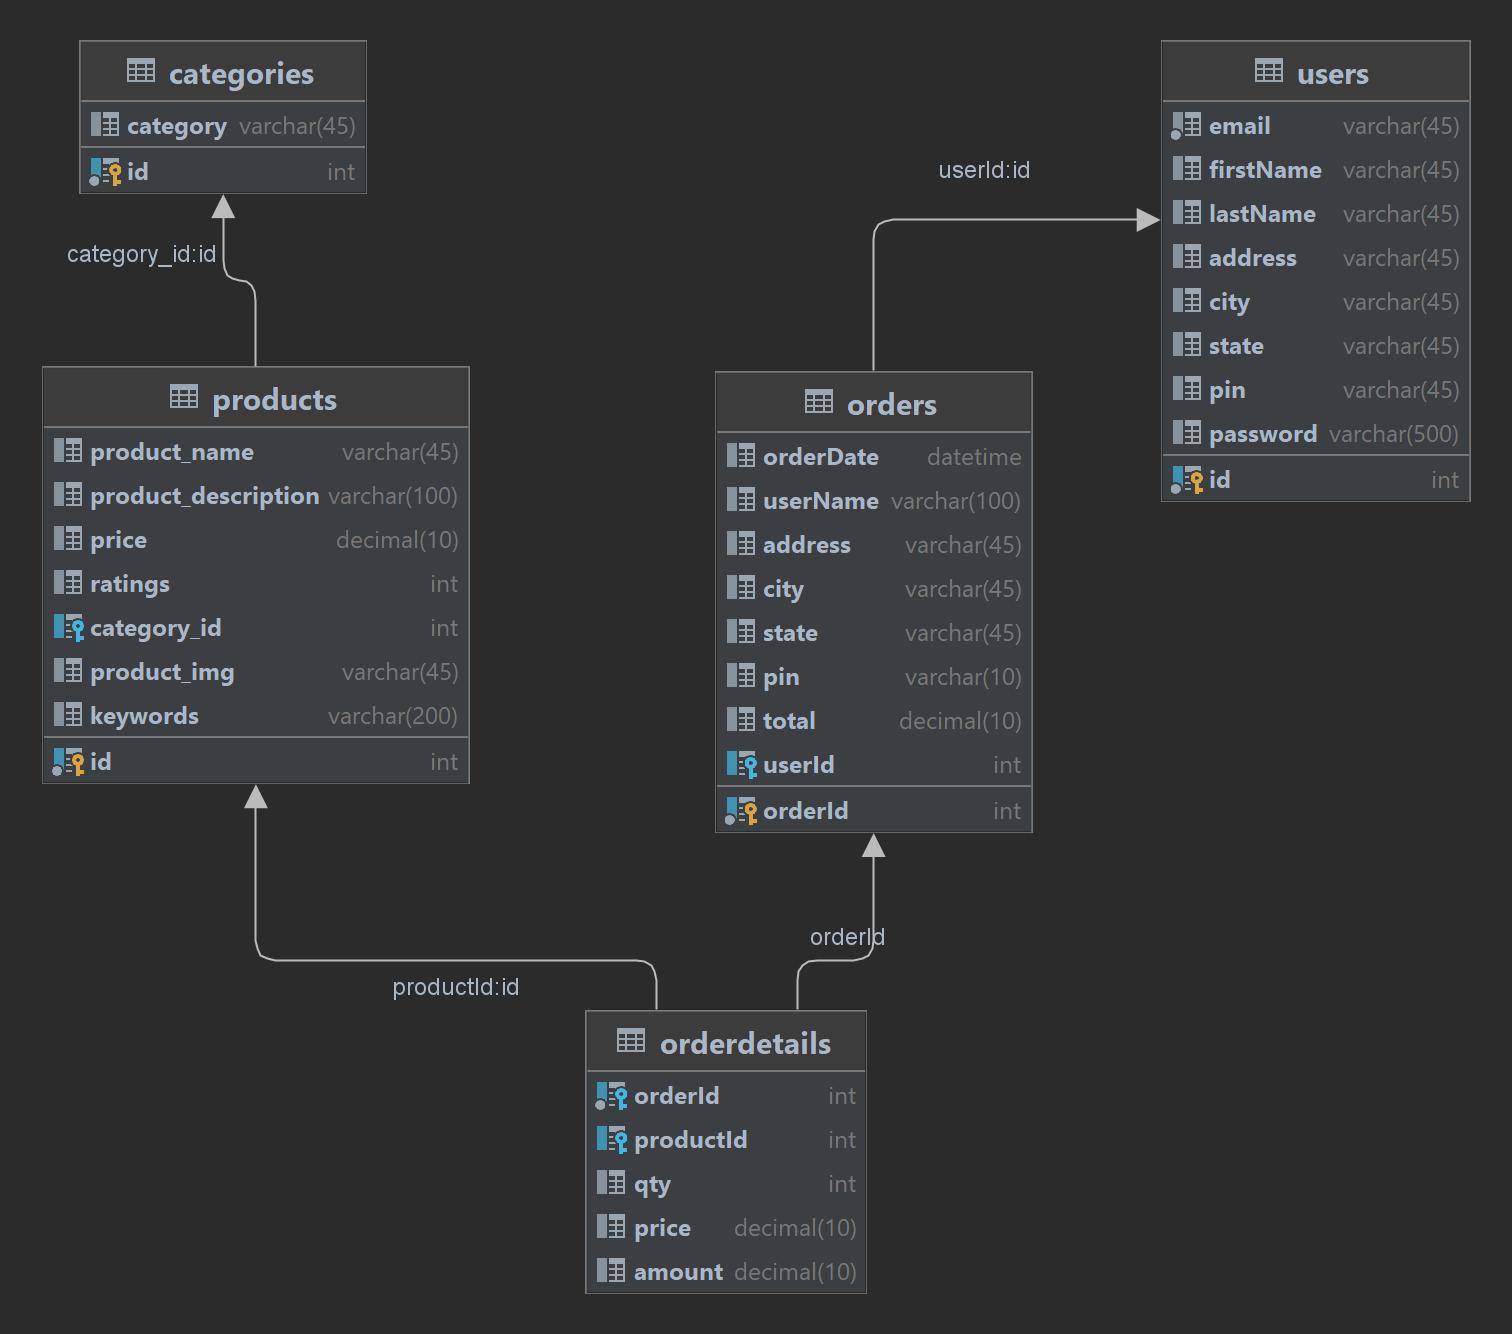 categories
category varchar(45)
id int
users
email varchar(45)
firstName varchar(45)
lastName varchar(45)
address varchar(45)
city varchar(45)
state varchar(45)
pin varchar(45)
password varchar(500)
id int
userId:id
category_id:id
products
product_name varchar(45)
product_description varchar(100)
price decimal(10)
ratings int
category_id int
product_img varchar(45)
keywords varchar(200)
id int
orders
orderDate datetime
userName varchar(100)
address varchar(45)
city varchar(45)
state varchar(45)
pin varchar(10)
total decimal(10)
userId int
orderId int
orderId
productId:id
orderdetails
orderId int
productId int
qty int
price decimal(10)
amount decimal(10)